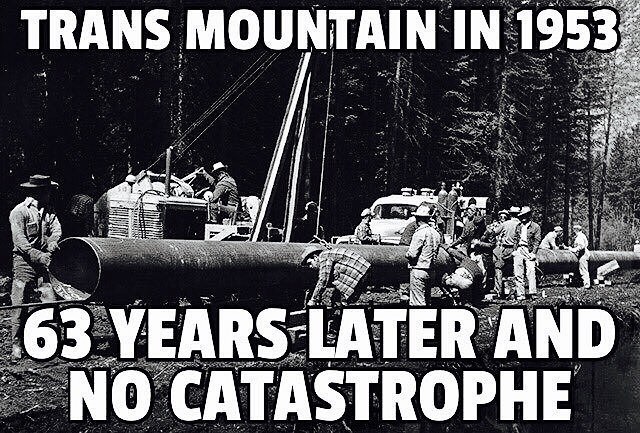 TRANS MOUNTAIN IN 1953
63 YEARS LATER AND
NO CATASTROPHE